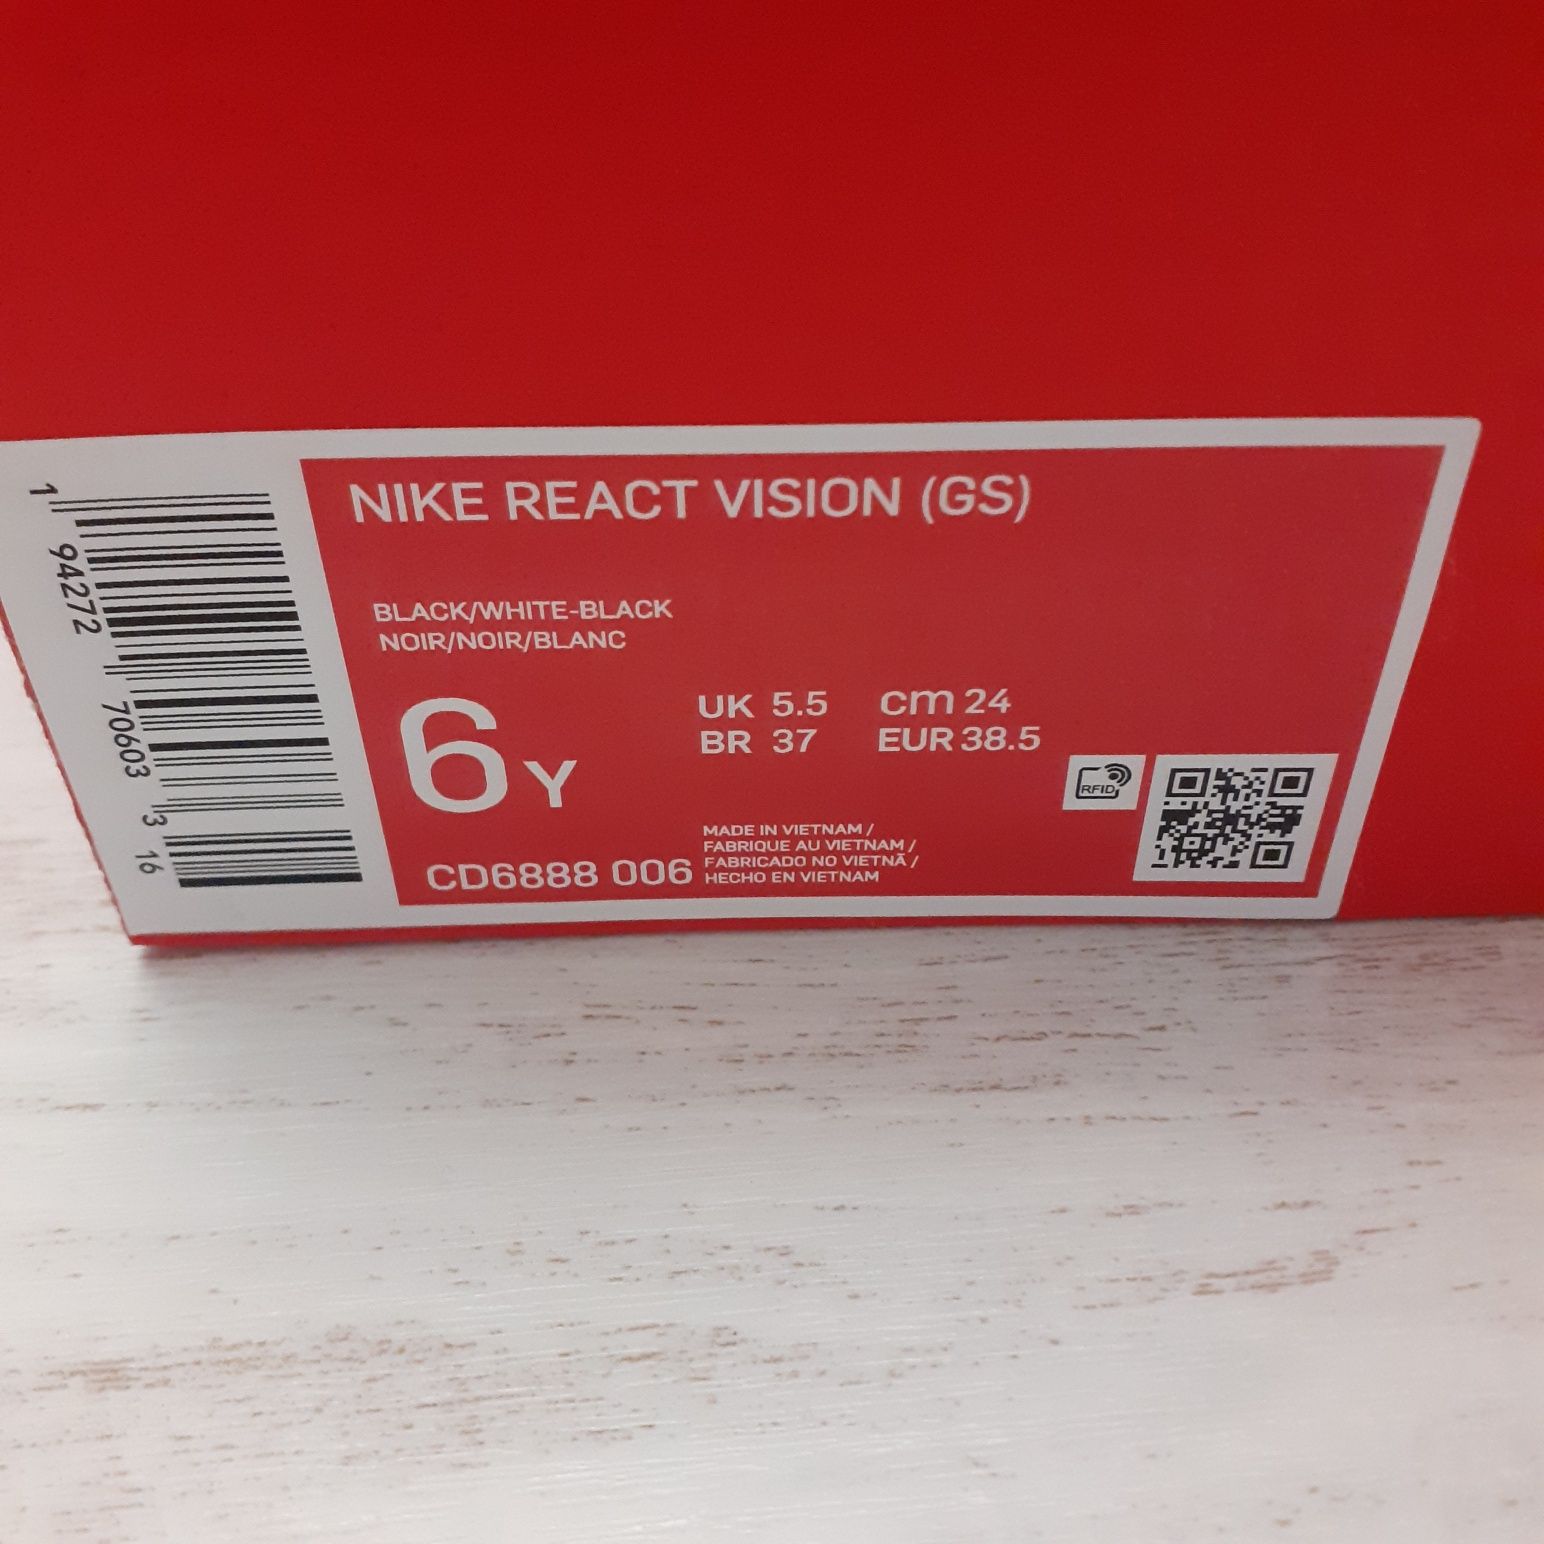 NIKE REACT VISION (GS)
BLACK/WHITE-BLACK
NOIR/NOIR/BLANC
6Y
UK 5.5 cm 24
BR 37 EUR 38.5
CD6888 006
MADE IN VIETNAM /
FABRIQUE AU VIETNAM /
FABRICADO NO VIETNÃ /
HECHO EN VIETNAM
RFID
1 94272 70603 3 16